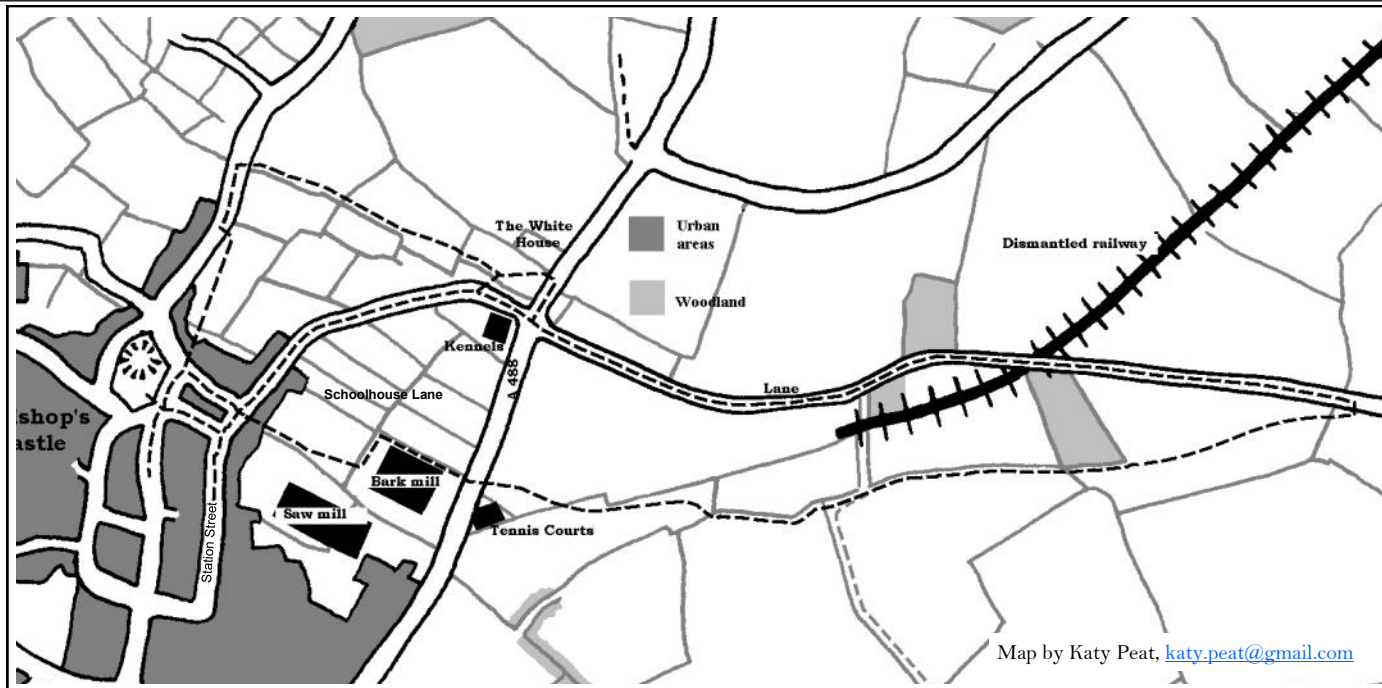 The White
House
Urban
areas
Dismantled railway
Woodland
Kennels
A 488
Lane
Schoolhouse Lane
shop's
astle
Bark mill
Saw mill
Tennis Courts
Station Street
Map by Katy Peat, katy.peat@gmail.com